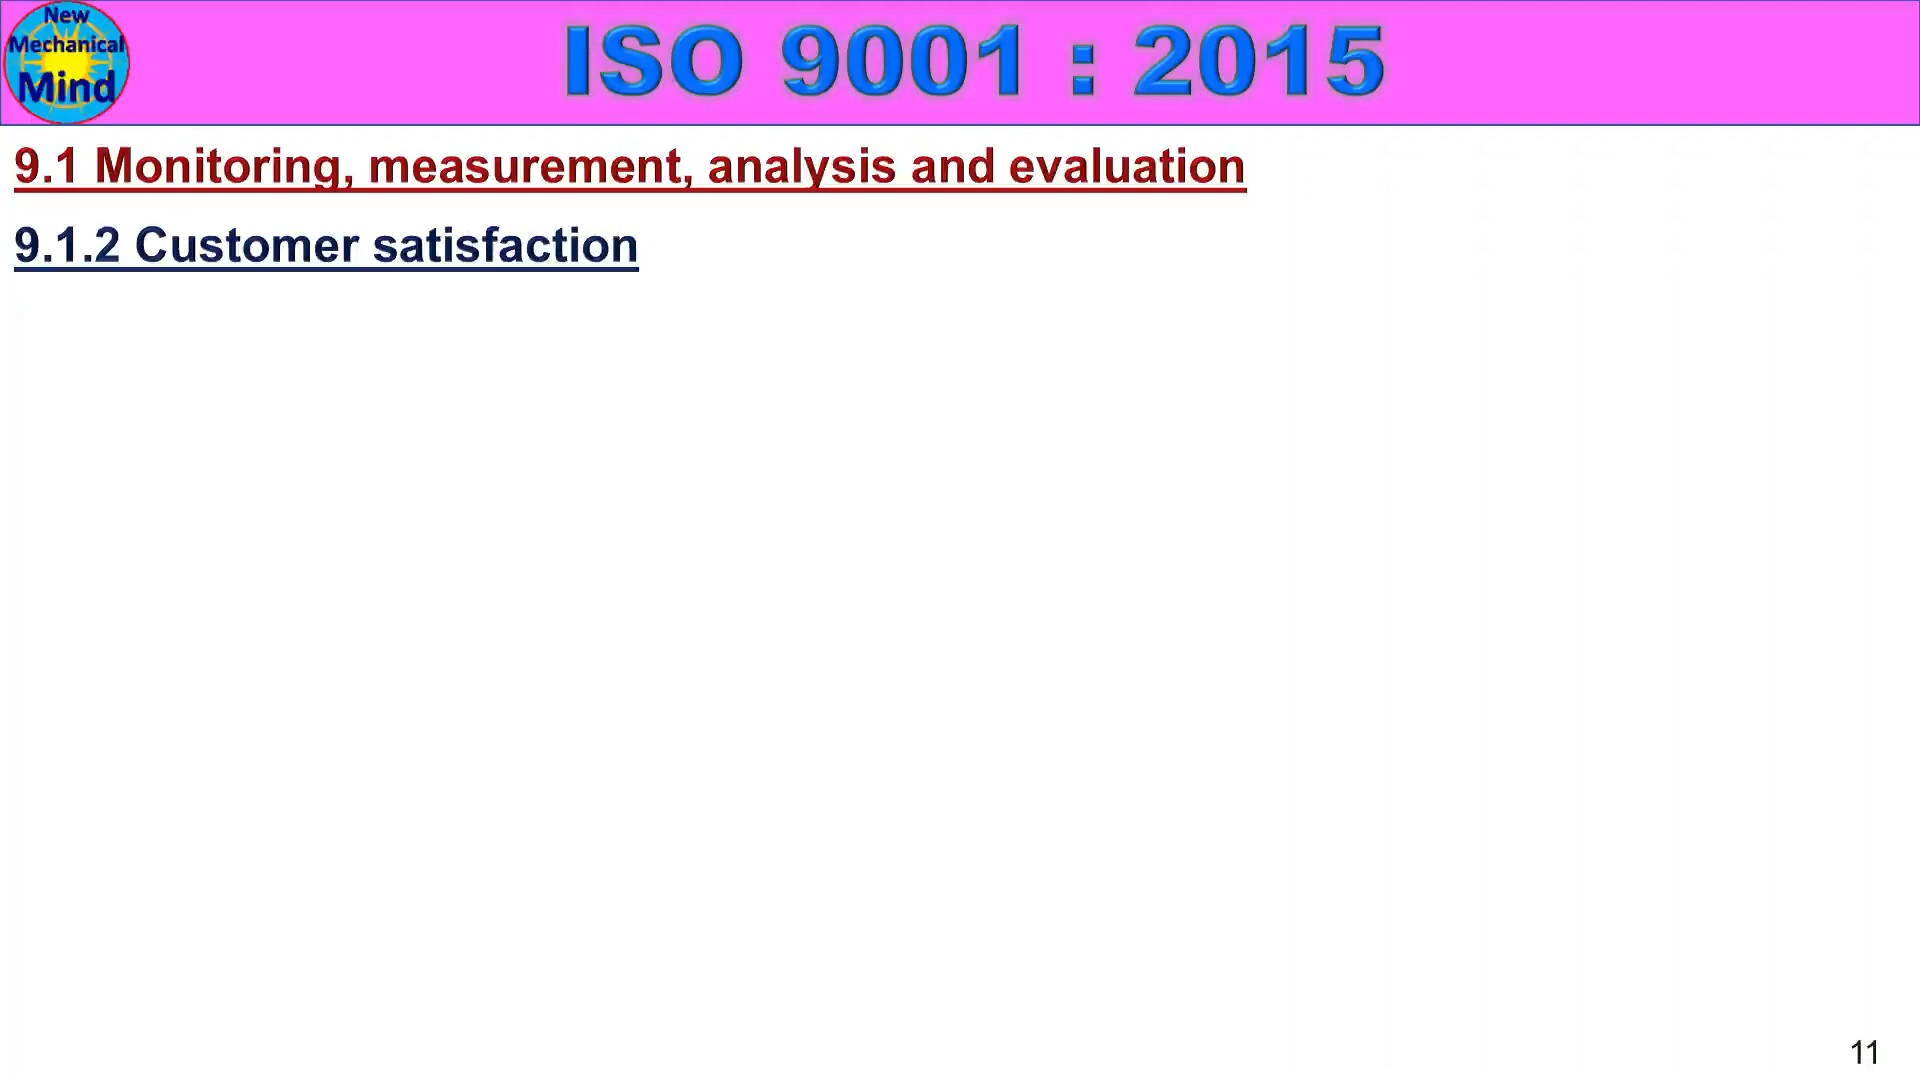 New
Mechanical
Mind
ISO 9001 : 2015
9.1 Monitoring, measurement, analysis and evaluation
9.1.2 Customer satisfaction
11